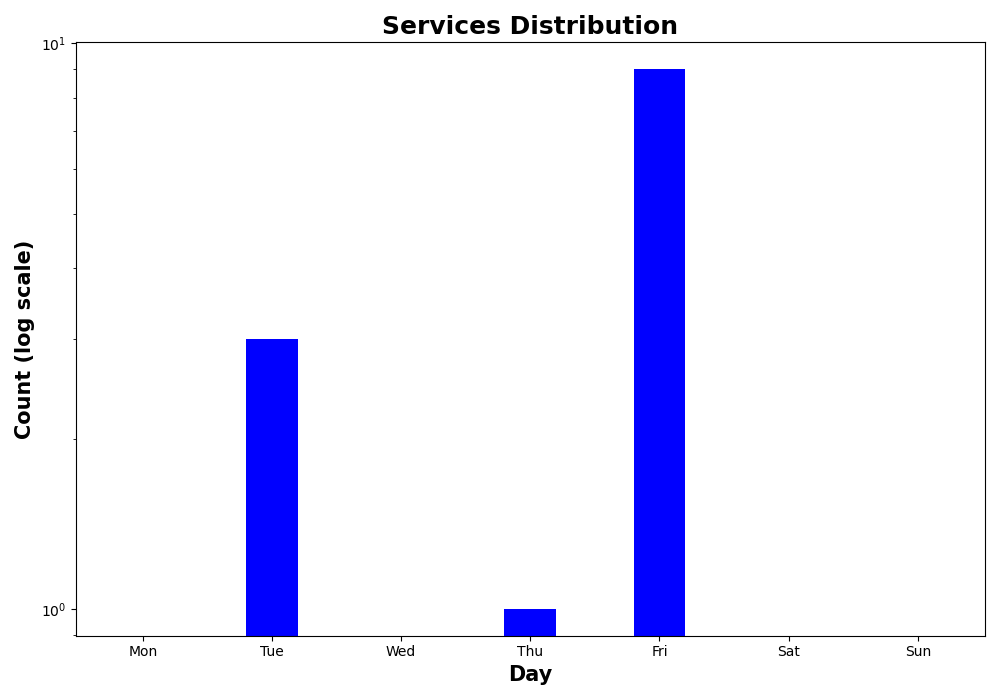 Services Distribution
Count (log scale)
10¹
10⁰
Mon Tue Wed Thu Fri Sat Sun
Day